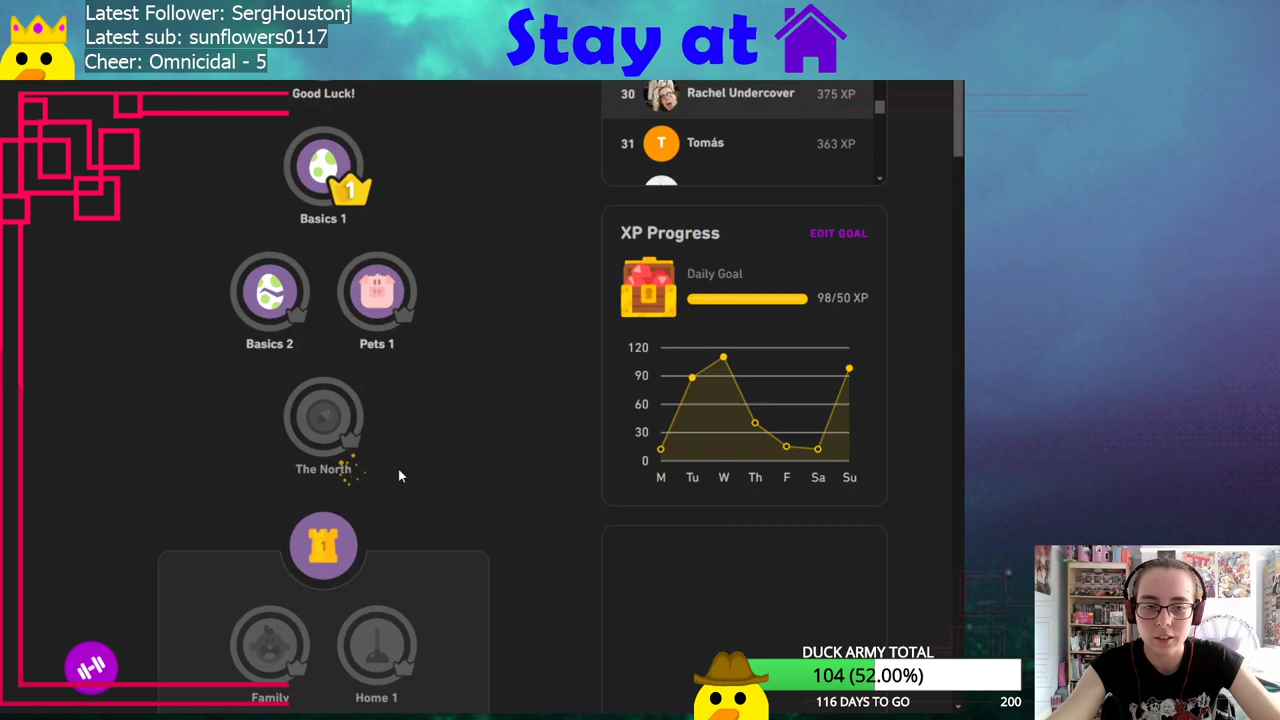 Latest Follower: SergHoustonj
Latest sub: sunflowers0117
Cheer: Omnicidal - 5
Stay at
Good Luck!
1
Basics 1
Basics 2
Pets 1
The North
1
Family
Home 1
30 Rachel Undercover 375 XP
31 T Tomás 363 XP
XP Progress EDIT GOAL
Daily Goal
98/50 XP
120
90
60
30
0
M Tu W Th F Sa Su
DUCK ARMY TOTAL
104 (52.00%)
116 DAYS TO GO 200